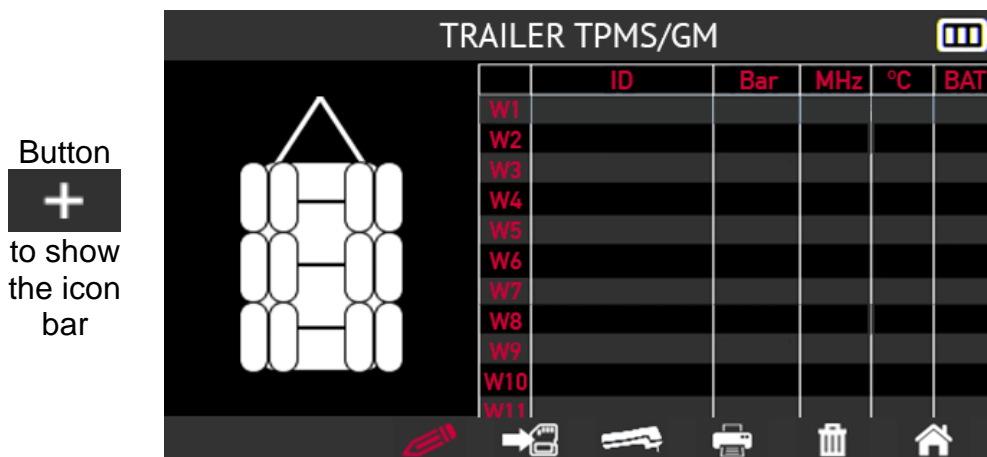 TRAILER TPMS/GM
Button
+
to show
the icon
bar
ID Bar MHz °C BAT
W1
W2
W3
W4
W5
W6
W7
W8
W9
W10
W11